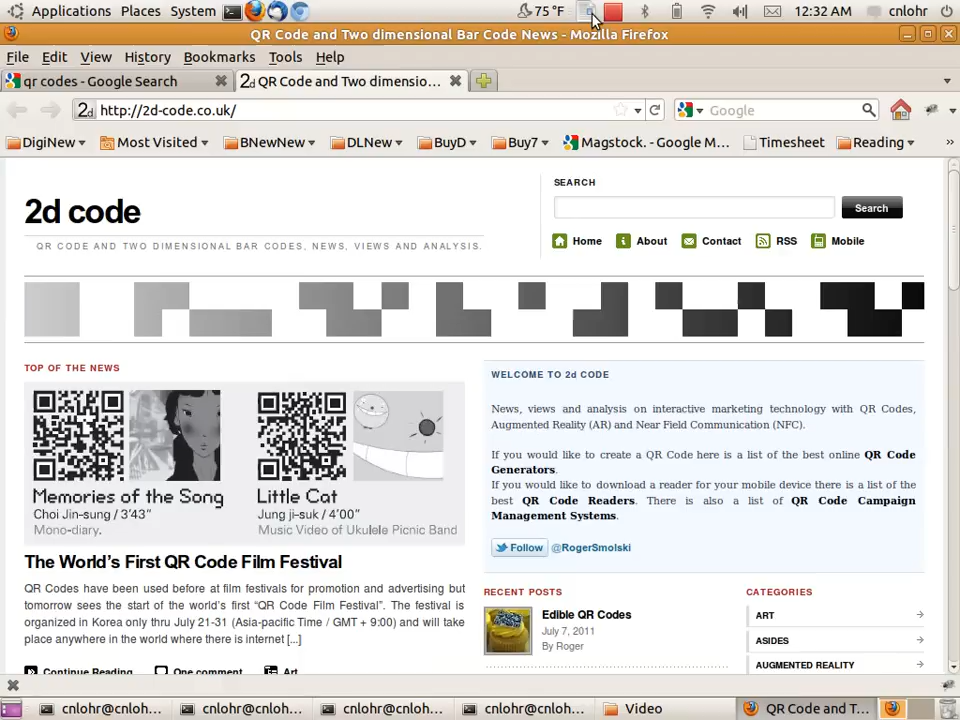 Applications Places System 75 °F 12:32 AM cnlohr
QR Code and Two dimensional Bar Code News - Mozilla Firefox
File Edit View History Bookmarks Tools Help
qr codes - Google Search
2d QR Code and Two dimensio...
2d http://2d-code.co.uk/
Google
DigiNew Most Visited BNewNew DLNew BuyD Buy7 Magstock. - Google M... Timesheet Reading »
2d code
QR CODE AND TWO DIMENSIONAL BAR CODES, NEWS, VIEWS AND ANALYSIS.
SEARCH
Search
Home About Contact RSS Mobile
TOP OF THE NEWS
Memories of the Song
Choi Jin-sung / 3'43"
Mono-diary.
Little Cat
Jung ji-suk / 4'00"
Music Video of Ukulele Picnic Band
The World's First QR Code Film Festival
QR Codes have been used before at film festivals for promotion and advertising but
tomorrow sees the start of the world's first "QR Code Film Festival". The festival is
organized in Korea only thru July 21-31 (Asia-pacific Time / GMT + 9:00) and will take
place anywhere in the world where there is internet [...]
Continue Reading One comment Art
WELCOME TO 2d CODE
News, views and analysis on interactive marketing technology with QR Codes,
Augmented Reality (AR) and Near Field Communication (NFC).
If you would like to create a QR Code here is a list of the best online QR Code
Generators.
If you would like to download a reader for your mobile device there is a list of the
best QR Code Readers. There is also a list of QR Code Campaign
Management Systems.
Follow @RogerSmolski
RECENT POSTS
Edible QR Codes
July 7, 2011
By Roger
CATEGORIES
ART
ASIDES
AUGMENTED REALITY
cnlohr@cnloh... cnlohr@cnloh... cnlohr@cnloh... cnlohr@cnloh... Video QR Code and T...